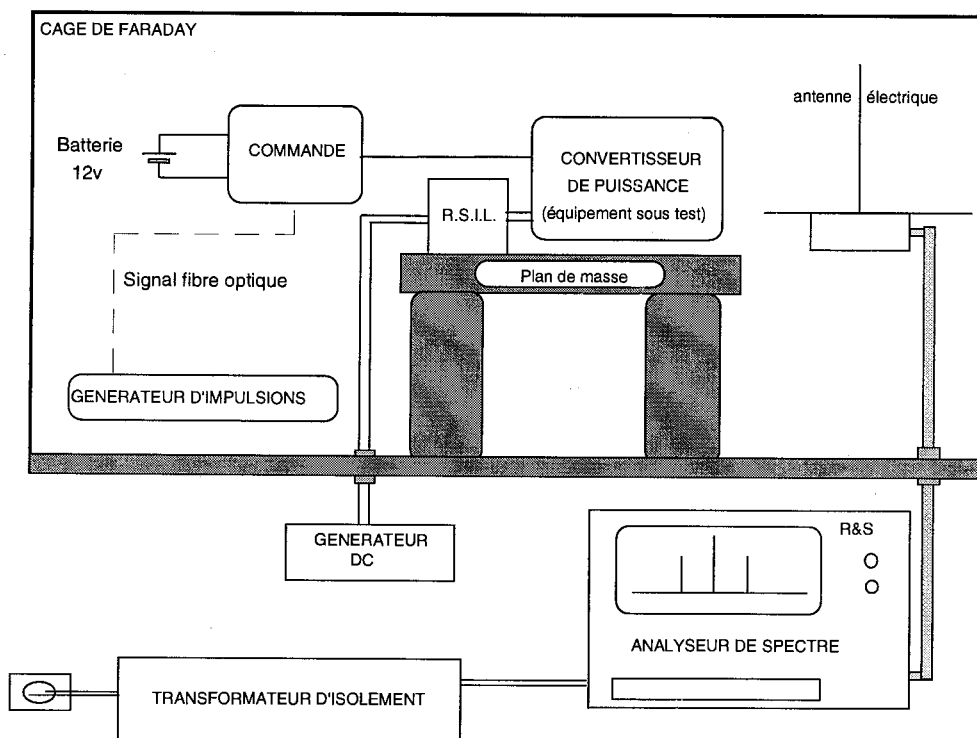 CAGE DE FARADAY
antenne électrique
Batterie
12v
COMMANDE
CONVERTISSEUR
DE PUISSANCE
(équipement sous test)
R.S.I.L.
Signal fibre optique
Plan de masse
GENERATEUR D'IMPULSIONS
GENERATEUR
DC
R&S
ANALYSEUR DE SPECTRE
TRANSFORMATEUR D'ISOLEMENT